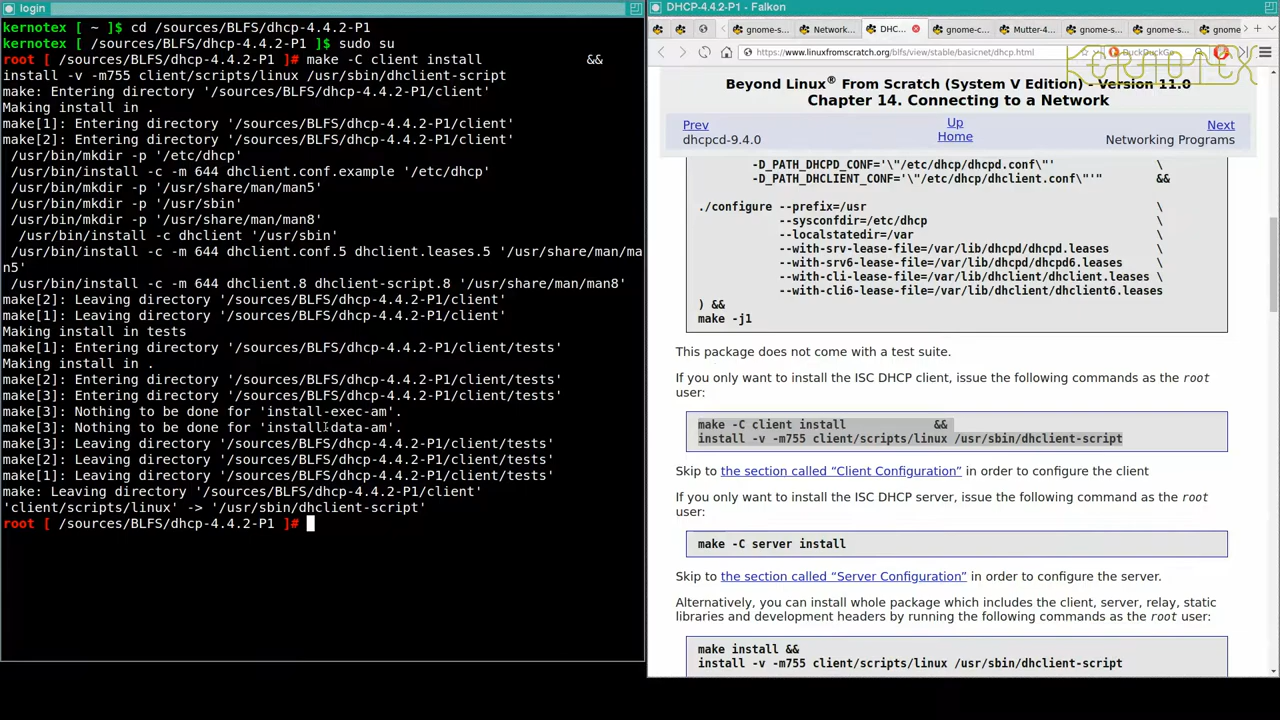 login
kernotex [ ~ ]$ cd /sources/BLFS/dhcp-4.4.2-P1
kernotex [ /sources/BLFS/dhcp-4.4.2-P1 ]$ sudo su
root [ /sources/BLFS/dhcp-4.4.2-P1 ]# make -C client install             &&
install -v -m755 client/scripts/linux /usr/sbin/dhclient-script
make: Entering directory '/sources/BLFS/dhcp-4.4.2-P1/client'
Making install in .
make[1]: Entering directory '/sources/BLFS/dhcp-4.4.2-P1/client'
make[2]: Entering directory '/sources/BLFS/dhcp-4.4.2-P1/client'
 /usr/bin/mkdir -p '/etc/dhcp'
 /usr/bin/install -c -m 644 dhclient.conf.example '/etc/dhcp'
 /usr/bin/mkdir -p '/usr/share/man/man5'
 /usr/bin/mkdir -p '/usr/sbin'
 /usr/bin/mkdir -p '/usr/share/man/man8'
  /usr/bin/install -c dhclient '/usr/sbin'
 /usr/bin/install -c -m 644 dhclient.conf.5 dhclient.leases.5 '/usr/share/man/ma
n5'
 /usr/bin/install -c -m 644 dhclient.8 dhclient-script.8 '/usr/share/man/man8'
make[2]: Leaving directory '/sources/BLFS/dhcp-4.4.2-P1/client'
make[1]: Leaving directory '/sources/BLFS/dhcp-4.4.2-P1/client'
Making install in tests
make[1]: Entering directory '/sources/BLFS/dhcp-4.4.2-P1/client/tests'
Making install in .
make[2]: Entering directory '/sources/BLFS/dhcp-4.4.2-P1/client/tests'
make[3]: Entering directory '/sources/BLFS/dhcp-4.4.2-P1/client/tests'
make[3]: Nothing to be done for 'install-exec-am'.
make[3]: Nothing to be done for 'install-data-am'.
make[3]: Leaving directory '/sources/BLFS/dhcp-4.4.2-P1/client/tests'
make[2]: Leaving directory '/sources/BLFS/dhcp-4.4.2-P1/client/tests'
make[1]: Leaving directory '/sources/BLFS/dhcp-4.4.2-P1/client/tests'
make: Leaving directory '/sources/BLFS/dhcp-4.4.2-P1/client'
'client/scripts/linux' -> '/usr/sbin/dhclient-script'
root [ /sources/BLFS/dhcp-4.4.2-P1 ]#
DHCP-4.4.2-P1 - Falkon
gnome-s Network. DHC- gnome-c Mutter-4 gnome-s gnome-s gnome
https://www.linuxfromscratch.org/blfs/view/stable/basicnet/dhcp.html
DuckDuckGo
KERNOTEX
Beyond Linux® From Scratch (System V Edition) - Version 11.0
Chapter 14. Connecting to a Network
Prev Up Next
dhcpcd-9.4.0 Home Networking Programs
-D_PATH_DHCPD_CONF='\"/etc/dhcp/dhcpd.conf\"' \
-D_PATH_DHCLIENT_CONF='\"/etc/dhcp/dhclient.conf\"'" &&
./configure --prefix=/usr \
--sysconfdir=/etc/dhcp \
--localstatedir=/var \
--with-srv-lease-file=/var/lib/dhcpd/dhcpd.leases \
--with-srv6-lease-file=/var/lib/dhcpd/dhcpd6.leases \
--with-cli-lease-file=/var/lib/dhclient/dhclient.leases \
--with-cli6-lease-file=/var/lib/dhclient/dhclient6.leases
) &&
make -j1
This package does not come with a test suite.
If you only want to install the ISC DHCP client, issue the following commands as the root
user:
make -C client install             &&
install -v -m755 client/scripts/linux /usr/sbin/dhclient-script
Skip to the section called “Client Configuration” in order to configure the client
If you only want to install the ISC DHCP server, issue the following command as the root
user:
make -C server install
Skip to the section called “Server Configuration” in order to configure the server.
Alternatively, you can install whole package which includes the client, server, relay, static
libraries and development headers by running the following commands as the root user:
make install &&
install -v -m755 client/scripts/linux /usr/sbin/dhclient-script